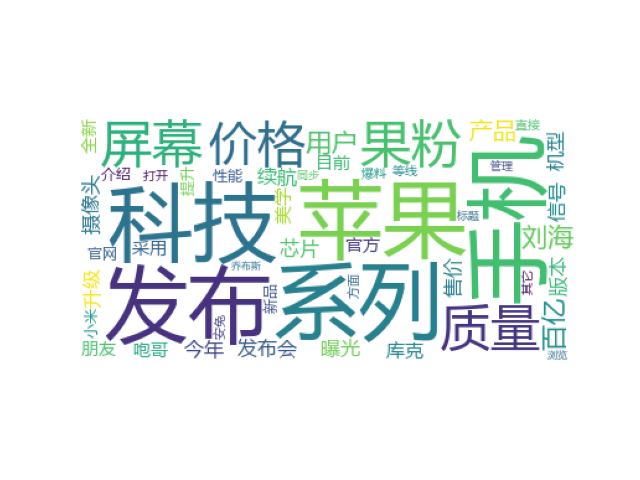 全新
屏幕
价格
用户
果粉
产品
直接
目前
手机
机型
摄像头
介绍
打开
提升
性能
续航
同步
爆料
等线
管理
科技
苹果
美学
标题
信号
采用
芯片
官方
刘海
发布
系列
乔布斯
售价
方面
其它
版本
新品
升级
小米
安兔
质量
百亿
朋友
咆哥
今年
发布会
曝光
库克
浏览